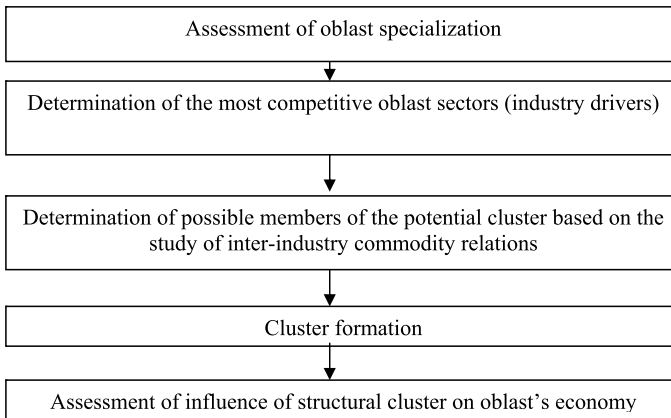 Assessment of oblast specialization
Determination of the most competitive oblast sectors (industry drivers)
Determination of possible members of the potential cluster based on the
study of inter-industry commodity relations
Cluster formation
Assessment of influence of structural cluster on oblast’s economy